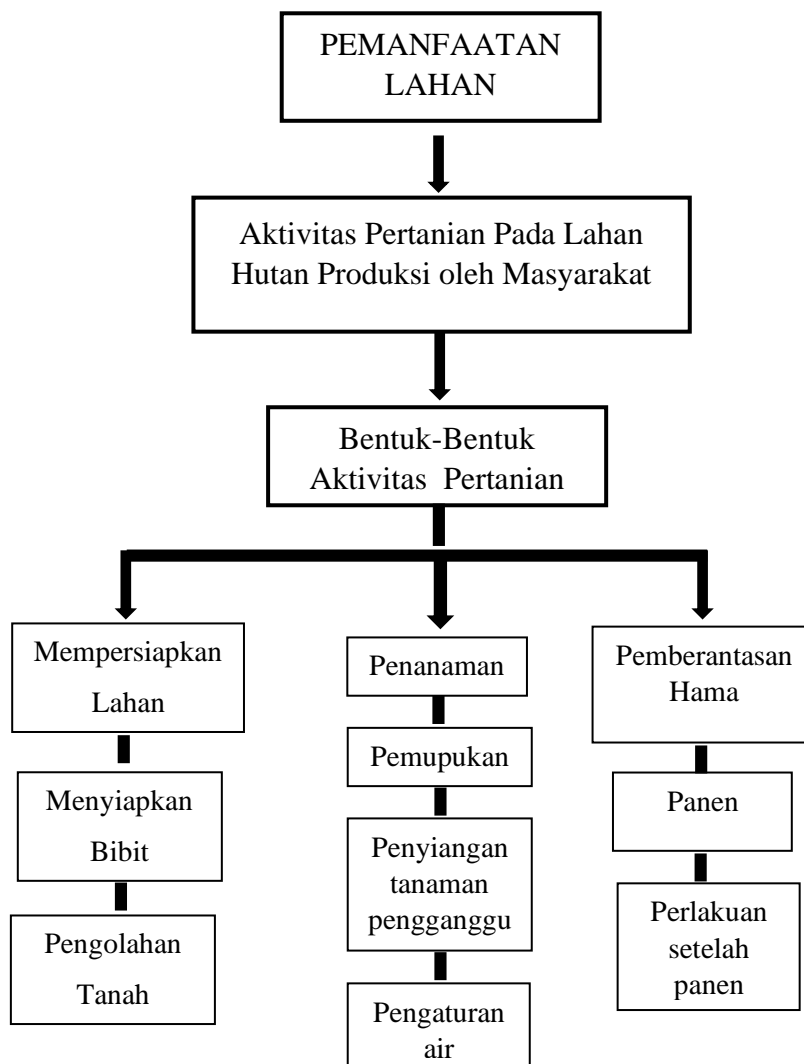 PEMANFAATAN
LAHAN
Aktivitas Pertanian Pada Lahan
Hutan Produksi oleh Masyarakat
Bentuk-Bentuk
Aktivitas Pertanian
Mempersiapkan
Lahan
Menyiapkan
Bibit
Pengolahan
Tanah
Penanaman
Pemupukan
Penyiangan
tanaman
pengganggu
Pengaturan
air
Pemberantasan
Hama
Panen
Perlakuan
setelah
panen